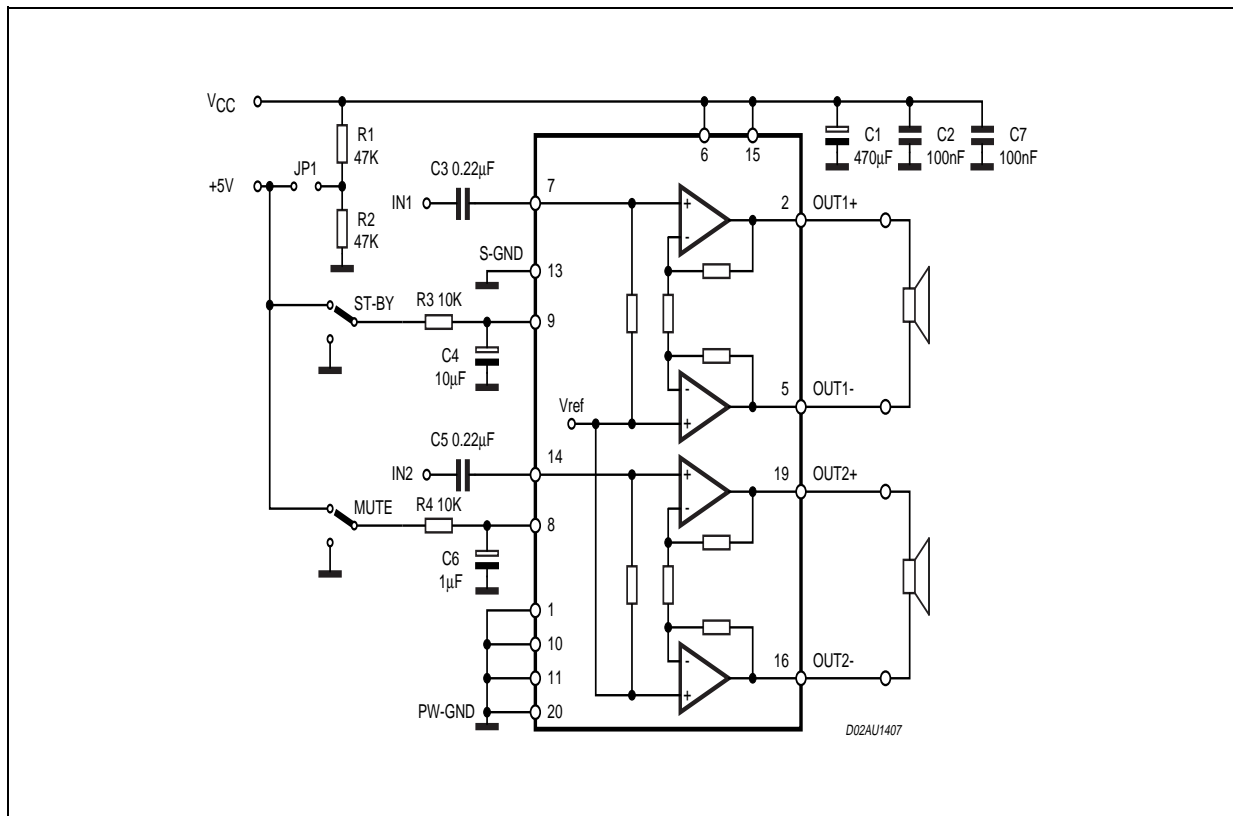 VCC
R1
47K
C1
470µF
C2
100nF
C7
100nF
6
15
JP1
+5V
R2
47K
C3 0.22µF
IN1
7
+
-
2
OUT1+
S-GND
13
ST-BY
R3 10K
9
C4
10µF
-
+
5
OUT1-
Vref
C5 0.22µF
IN2
14
+
-
19
OUT2+
MUTE
R4 10K
8
C6
1µF
1
10
11
PW-GND
20
-
+
16
OUT2-
D02AU1407